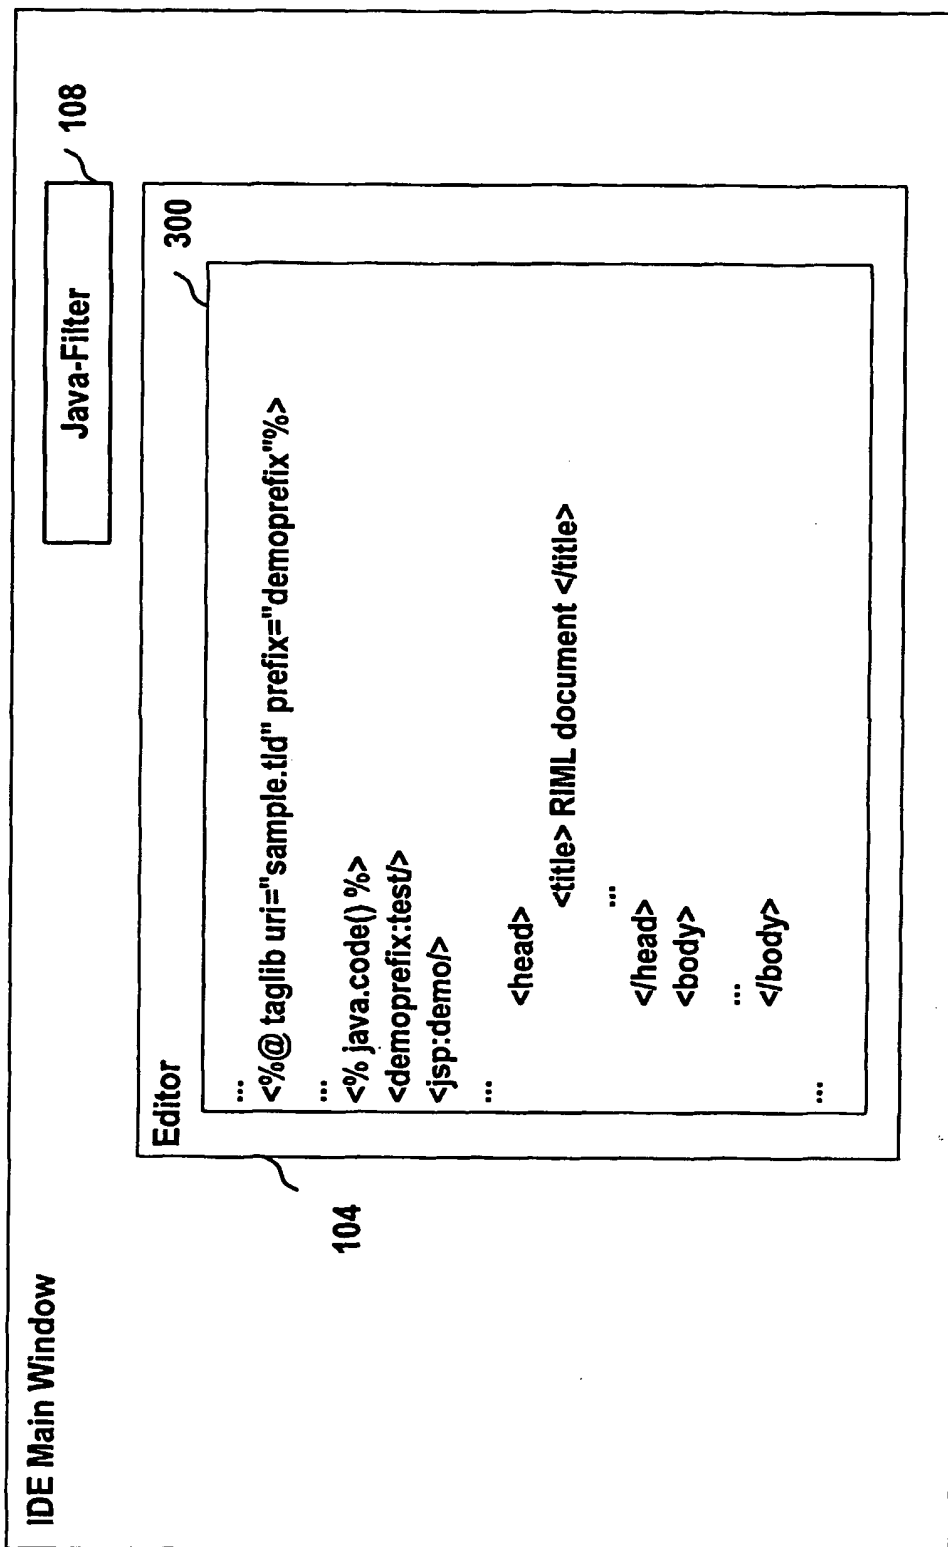 IDE Main Window
Java-Filter
108
Editor
300
...
<%@ taglib uri="sample.tld" prefix="demoprefix"%>
...
<% java.code() %>
<demoprefix:test/>
<jsp:demo/>
...
<head>
<title> RIML document </title>
...
</head>
<body>
...
</body>
...
104